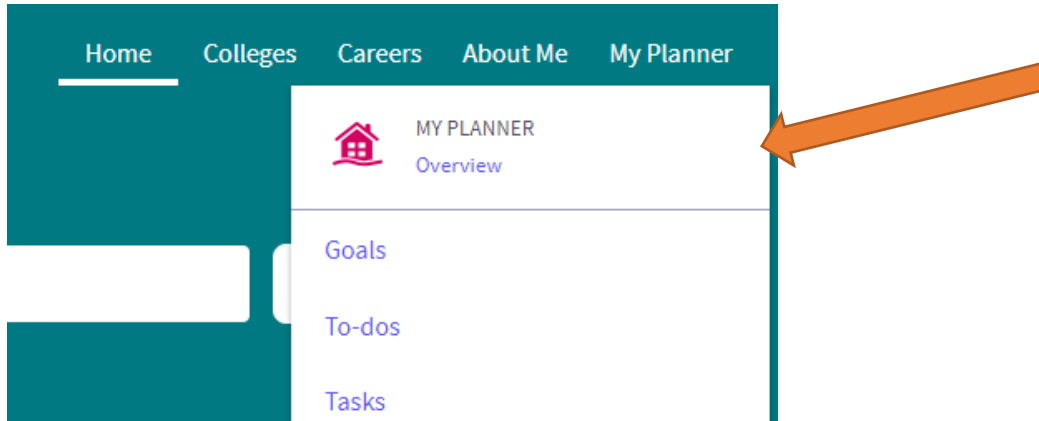 Home Colleges Careers About Me My Planner
MY PLANNER
Overview
Goals
To-dos
Tasks